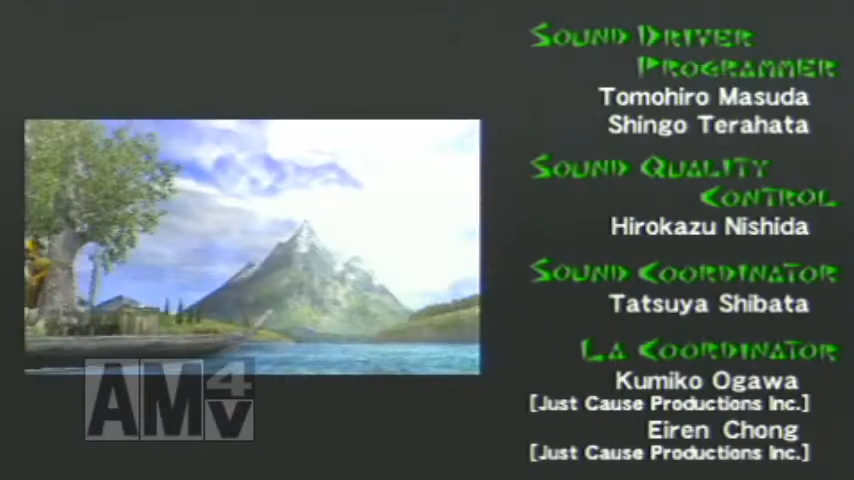 SOUND DRIVER
PROGRAMMER
Tomohiro Masuda
Shingo Terahata
SOUND QUALITY
CONTROL
Hirokazu Nishida
SOUND COORDINATOR
Tatsuya Shibata
LA COORDINATOR
Kumiko Ogawa
[Just Cause Productions Inc.]
Eiren Chong
[Just Cause Productions Inc.]
AM4V